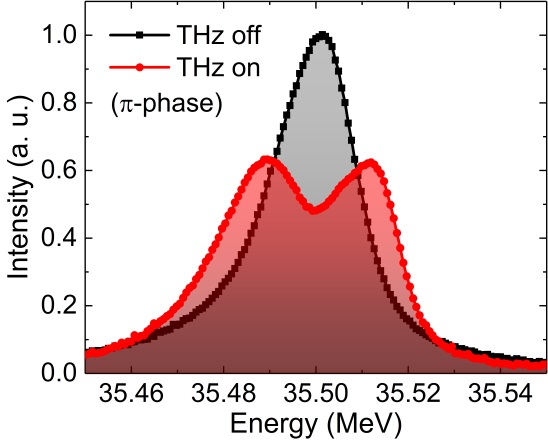 THz off
THz on
(π-phase)
Intensity (a. u.)
1.0
0.8
0.6
0.4
0.2
0.0
35.46 35.48 35.50 35.52 35.54
Energy (MeV)